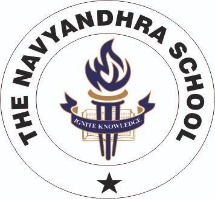 THE NAVYANDHRA SCHOOL
IGNITE KNOWLEDGE